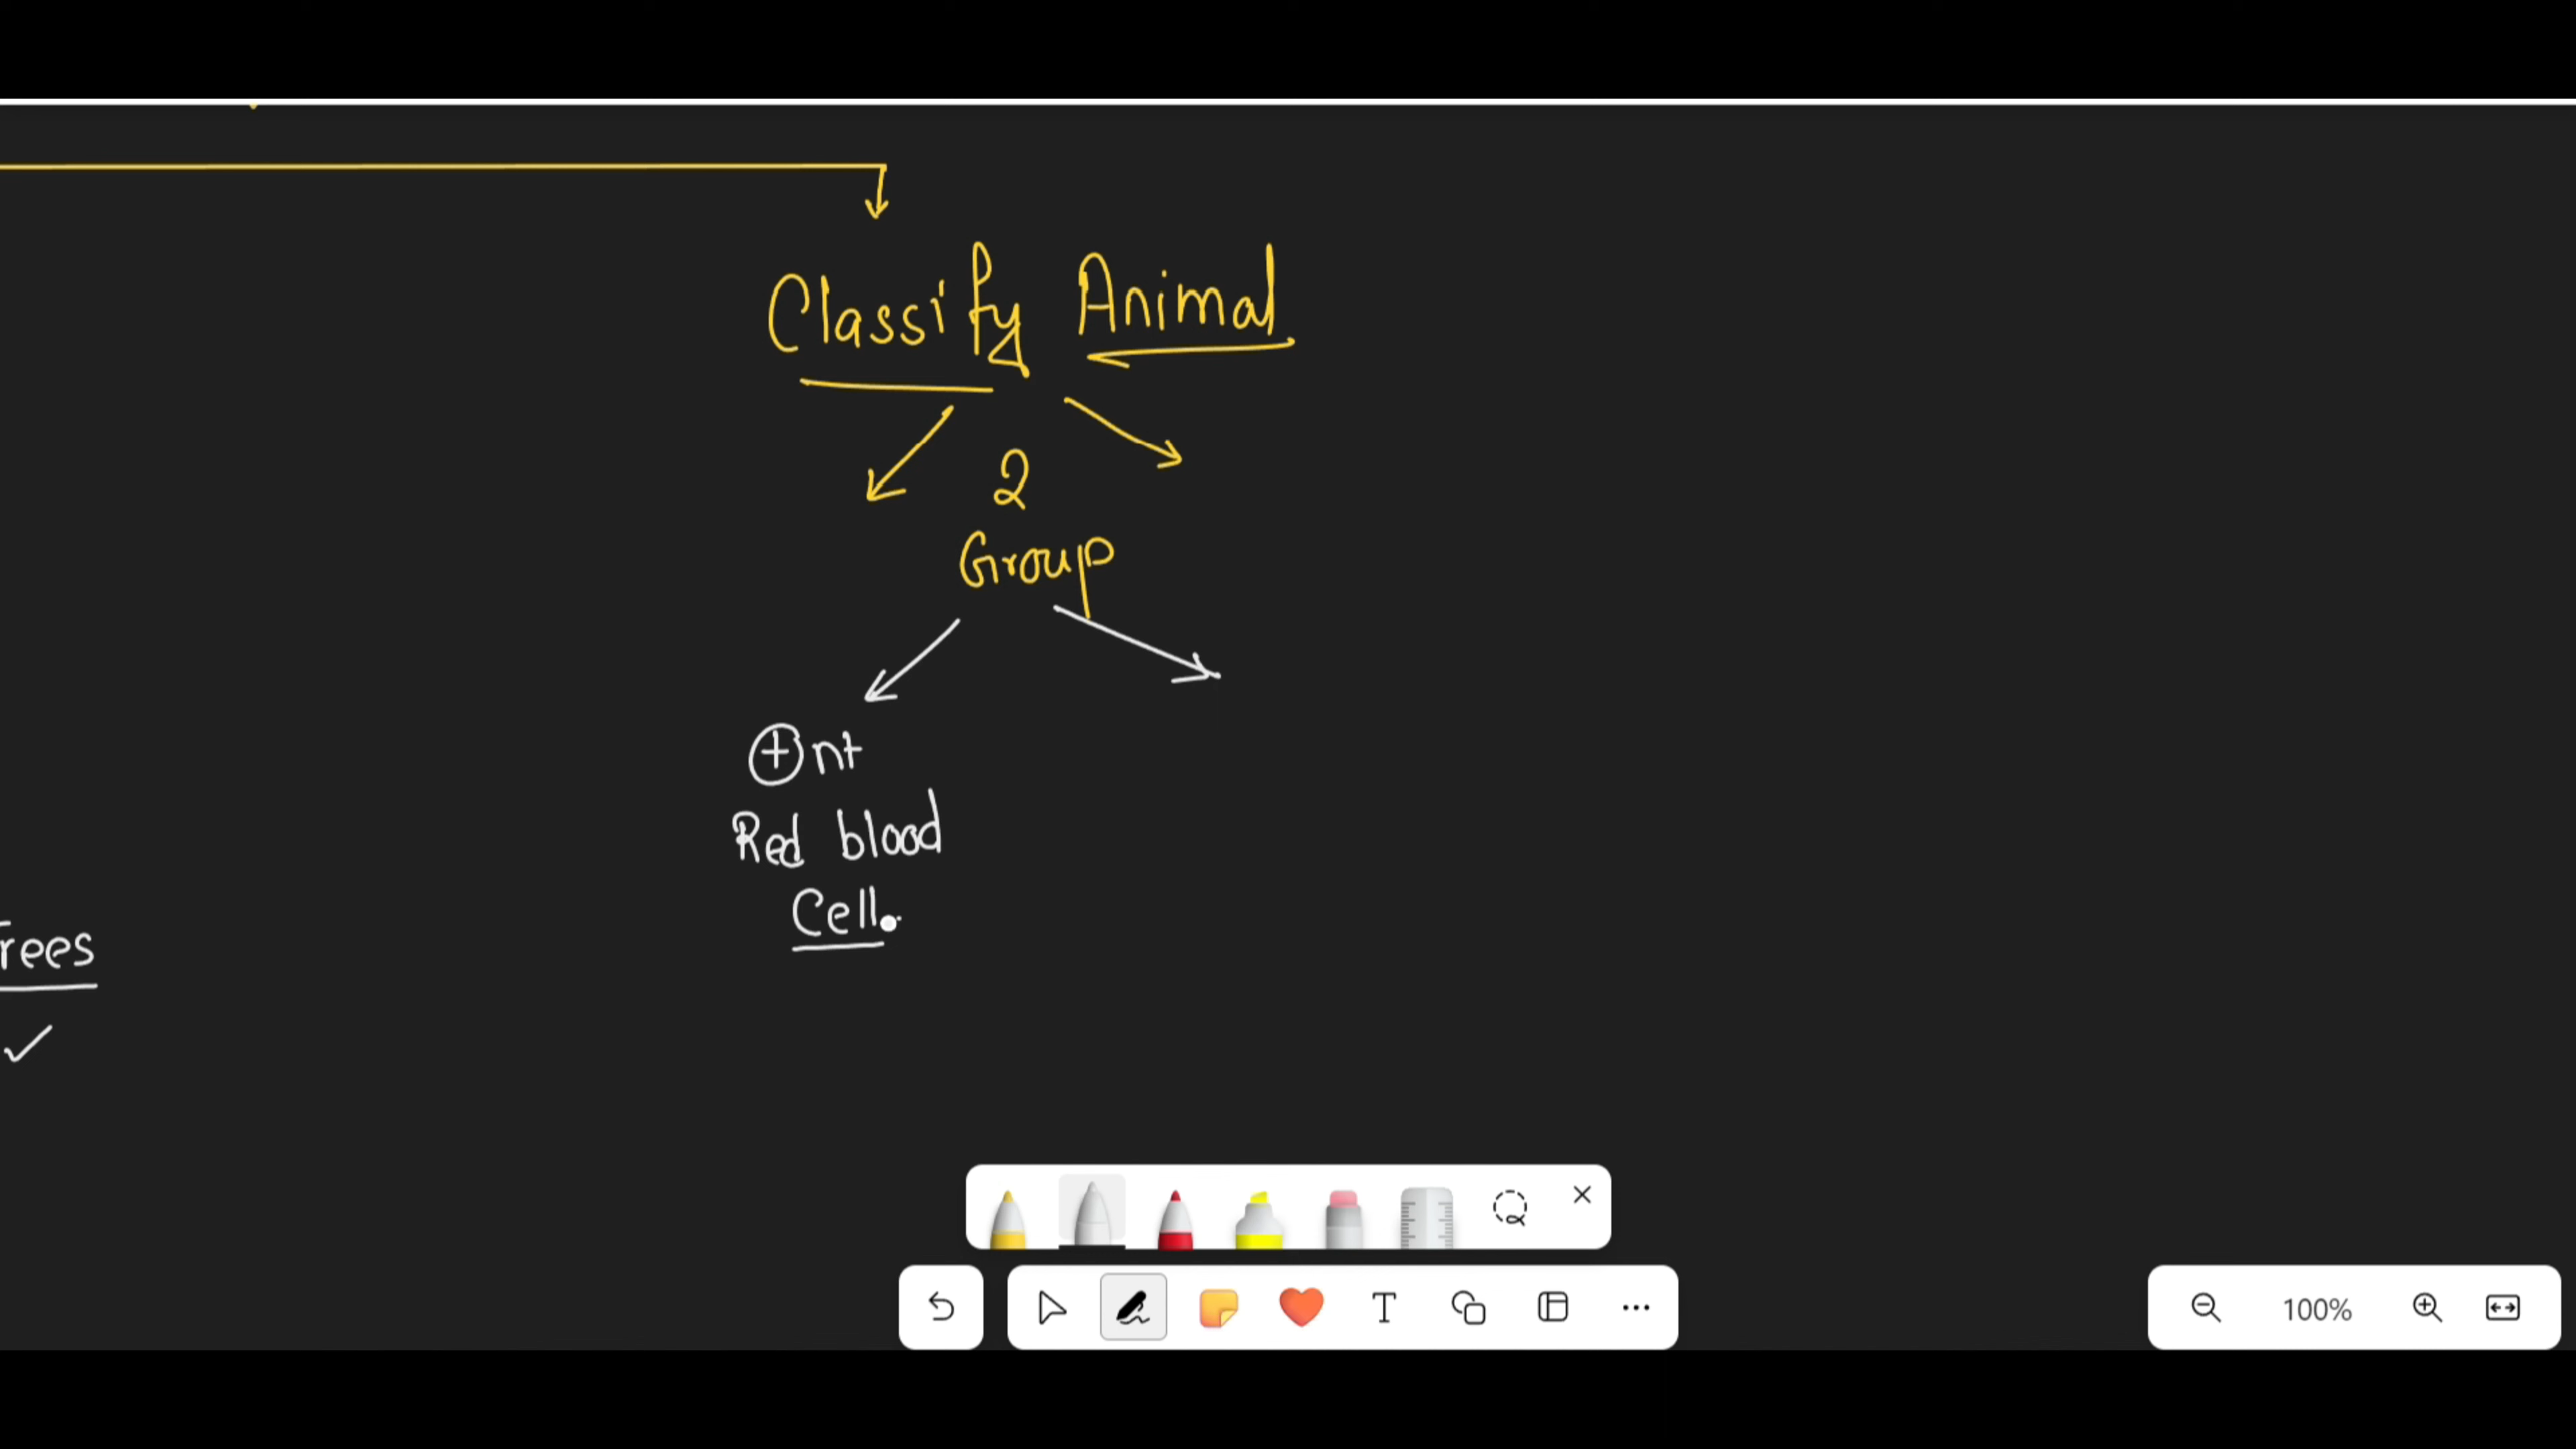 Classify Animal
2
Group
+nt
Red blood
Cell.
rees
T
100%